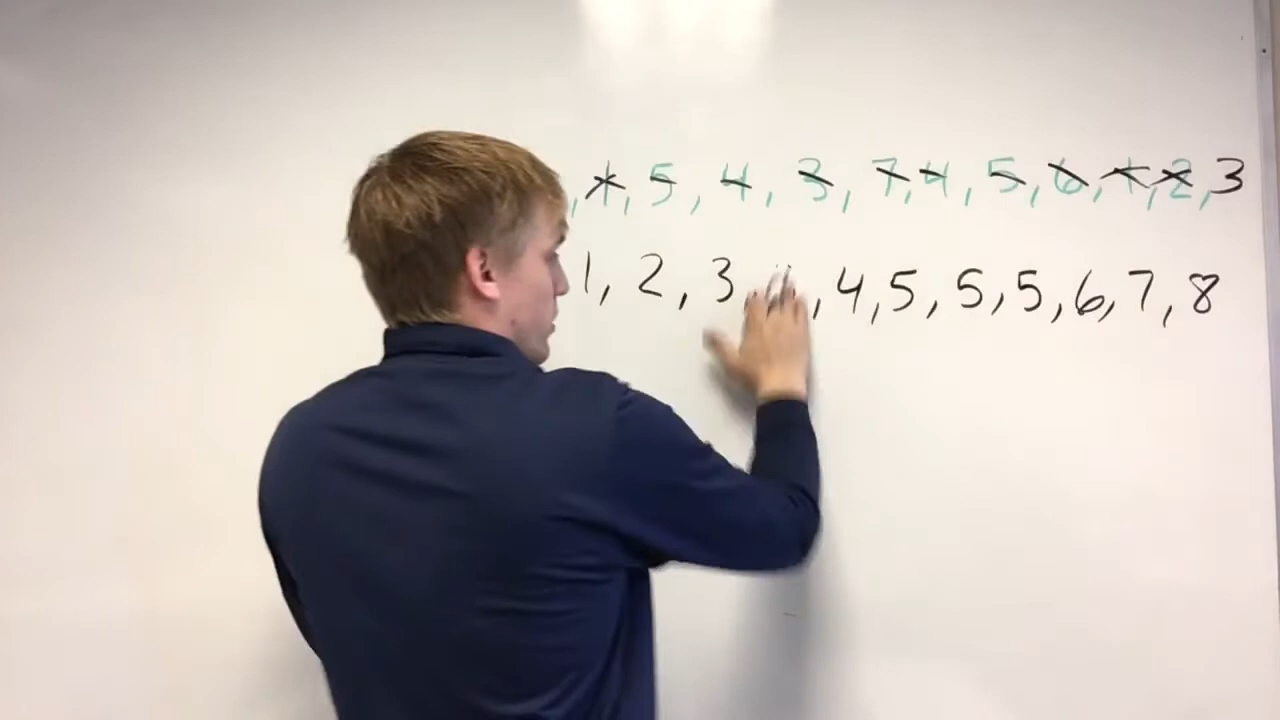 , 1, 5, 4, 3, 7, 4, 5, 6, 1, 2, 3
1, 2, 3, , 4, 5, 5, 5, 6, 7, 8